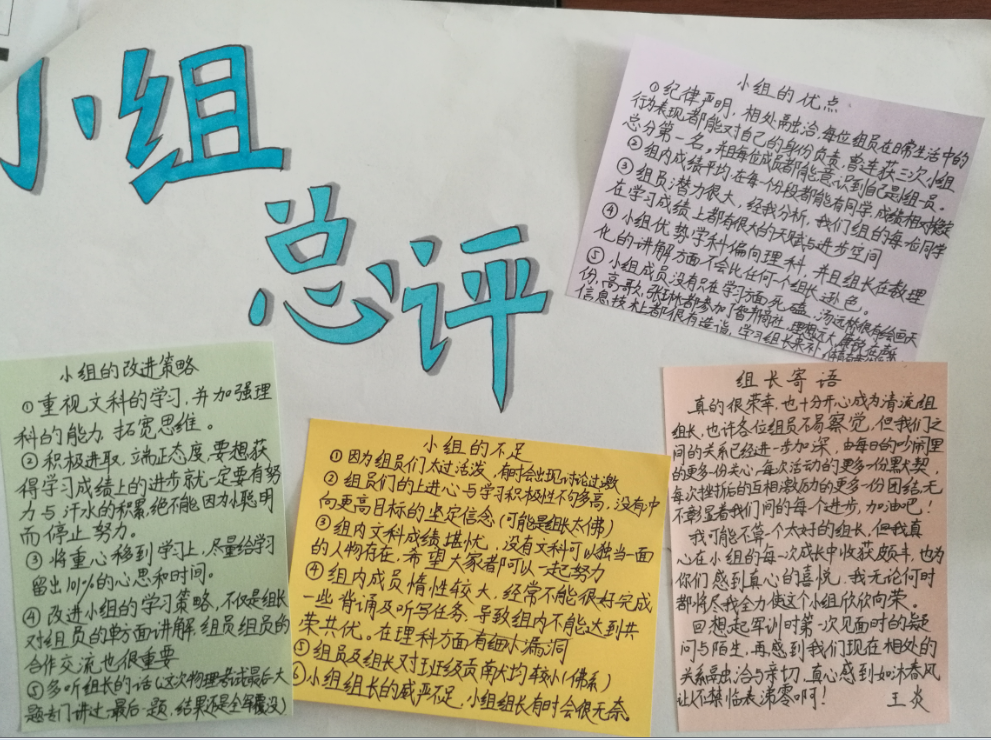 小组
总评
小组的优点
①纪律严明，相处融洽，每位组员在日常生活中的
行为表现都能对自己的身份负责，曾连获三次小组
总分第一名，并且每位成员都能意识到自己是1组一员。
②组内成绩平均，在每个分段都能有同学，成绩相对稳定
③组员潜力很大，经我分析，我们组的每一个同学
在学习成绩上都有很大的天赋与进步空间
④小组优势学科偏向理科，并且组长在数理
化的讲解方面不会比任何一个组长逊色。
⑤小组成员没有只在学习方面死磕，汤远林很有绘画天
份，高歌、张琳都参加了
信息技术上都很有造诣，学习组长
小组的改进策略
①重视文科的学习，并加强理
科的能力，拓宽思维。
②积极进取，端正态度，要想获
得学习成绩上的进步就一定要有努
力与汗水的积累，绝不能因为小聪明
而停止努力。
③将重心移到学习上，尽量给学习
留出101%的心思和时间。
④改进小组的学习策略，不仅是组长
对组员的单方面讲解，组员组员的
合作交流也很重要
⑤多听组长的话（这次物理考试最后大
题专门讲过，最后一题，结果还是全军覆没）
小组的不足
①因为组员们太过活泼，有时会出现讨论过激
②组员们的上进心与学习积极性不够高，没有冲
向更高目标的坚定信念（可能是组长太佛）
③组内文科成绩堪忧，没有文科可以独当一面
的人物存在，希望大家都可以一起努力
④组内成员惰性较大，经常不能很好完成
一些背诵及听写任务，导致组内不能达到共
荣共优。在理科方面有细小漏洞
⑤组员及组长对班级贡献大均较小（佛系）
⑥小组组长的威严不足，小组组长有时会很无奈
组长寄语
真的很荣幸，也十分开心成为清流组
组长，也许各位组员不易察觉，但我们之
间的关系已经进一步加深，由每日的吵闹里
的更多一份关心，每次活动的更多一份默契，
每次挫折后的互相激励的更多一份团结，无
不彰显着我们间的每一个进步，加油吧！
我可能不算一个太好的组长，但我真
心在小组的每一次成长中收获颇丰，也为
你们感到真心的喜悦，我无论何时
都将尽我全力使这个小组欣欣向荣。
回想起军训时第一次见面时的疑
问与陌生，再感到我们现在相处的
关系融洽与亲切，真心感到如沐春风
让人不禁临表涕零啊！
王炎